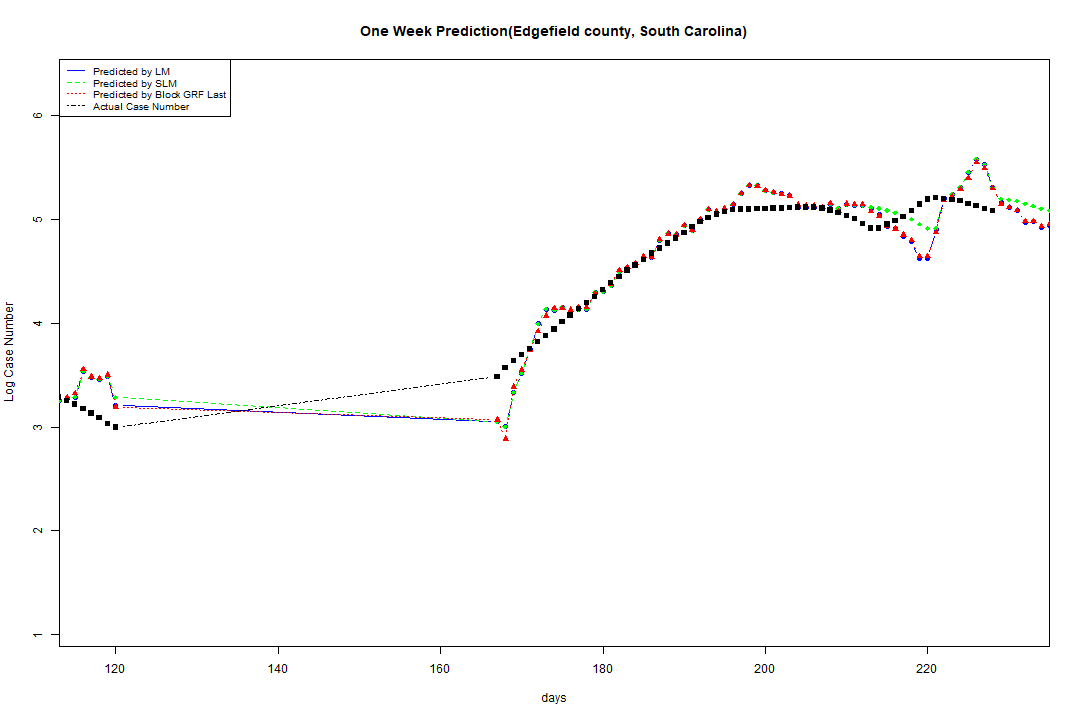 One Week Prediction(Edgefield county, South Carolina)
Predicted by LM
Predicted by SLM
Predicted by Block GRF Last
Actual Case Number
Log Case Number
6
5
4
3
2
1
120 140 160 180 200 220
days